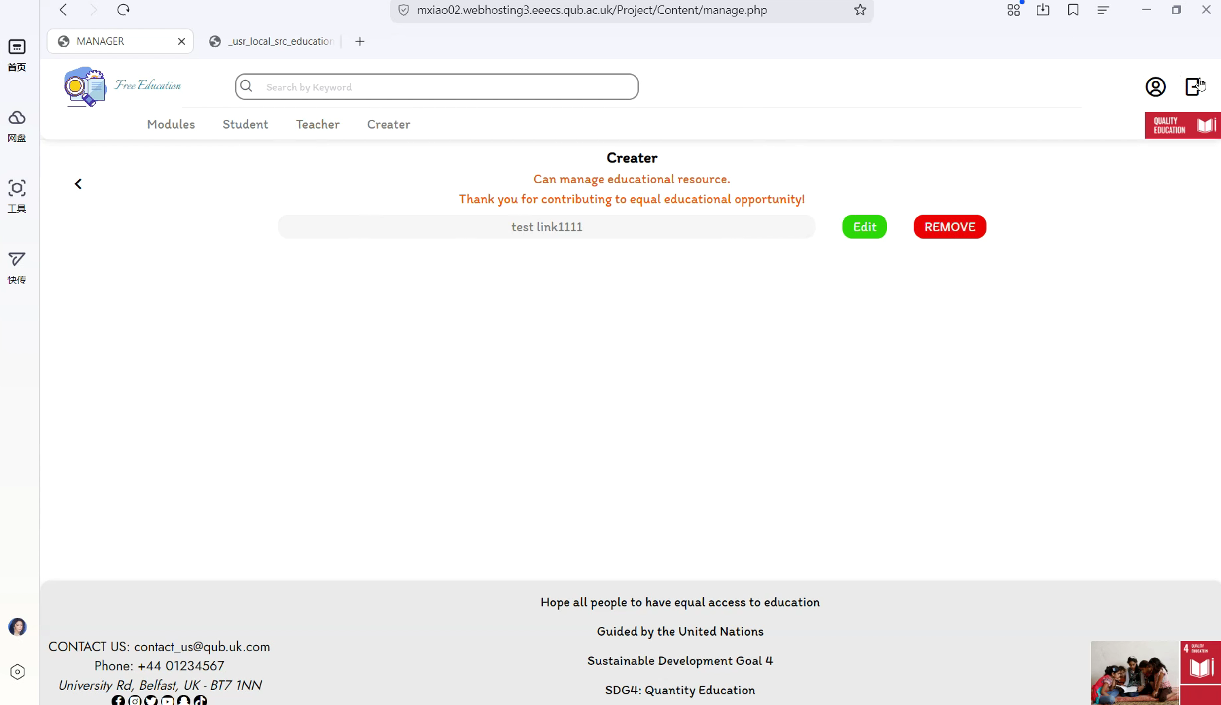 mxiao02.webhosting3.eeecs.qub.ac.uk/Project/Content/manage.php
首页
MANAGER
_usr_local_src_education
网盘
Free Education
Search by Keyword
Modules Student Teacher Creater
QUALITY
EDUCATION
Creater
Can manage educational resource.
Thank you for contributing to equal educational opportunity!
工具
test link1111 Edit REMOVE
快传
Hope all people to have equal access to education
Guided by the United Nations
Sustainable Development Goal 4
SDG4: Quantity Education
CONTACT US: contact_us@qub.uk.com
Phone: +44 01234567
University Rd, Belfast, UK - BT7 1NN
4 QUALITY
EDUCATION